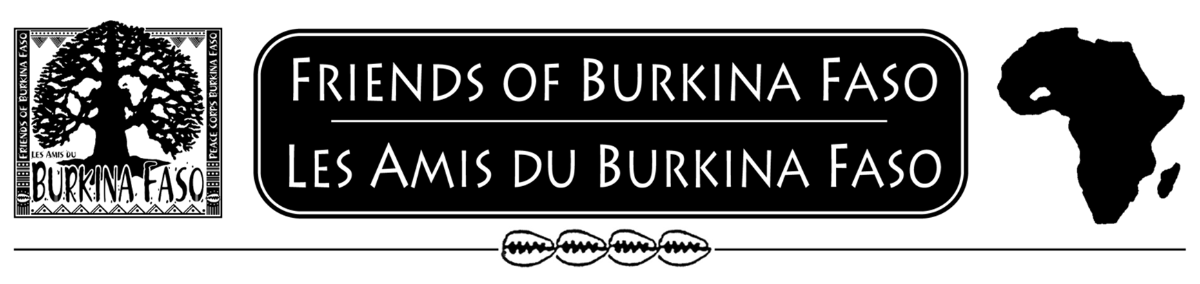 FRIENDS OF BURKINA FASO
PEACE CORPS BURKINA FASO
LES AMIS DU
BURKINA FASO
FRIENDS OF BURKINA FASO
LES AMIS DU BURKINA FASO